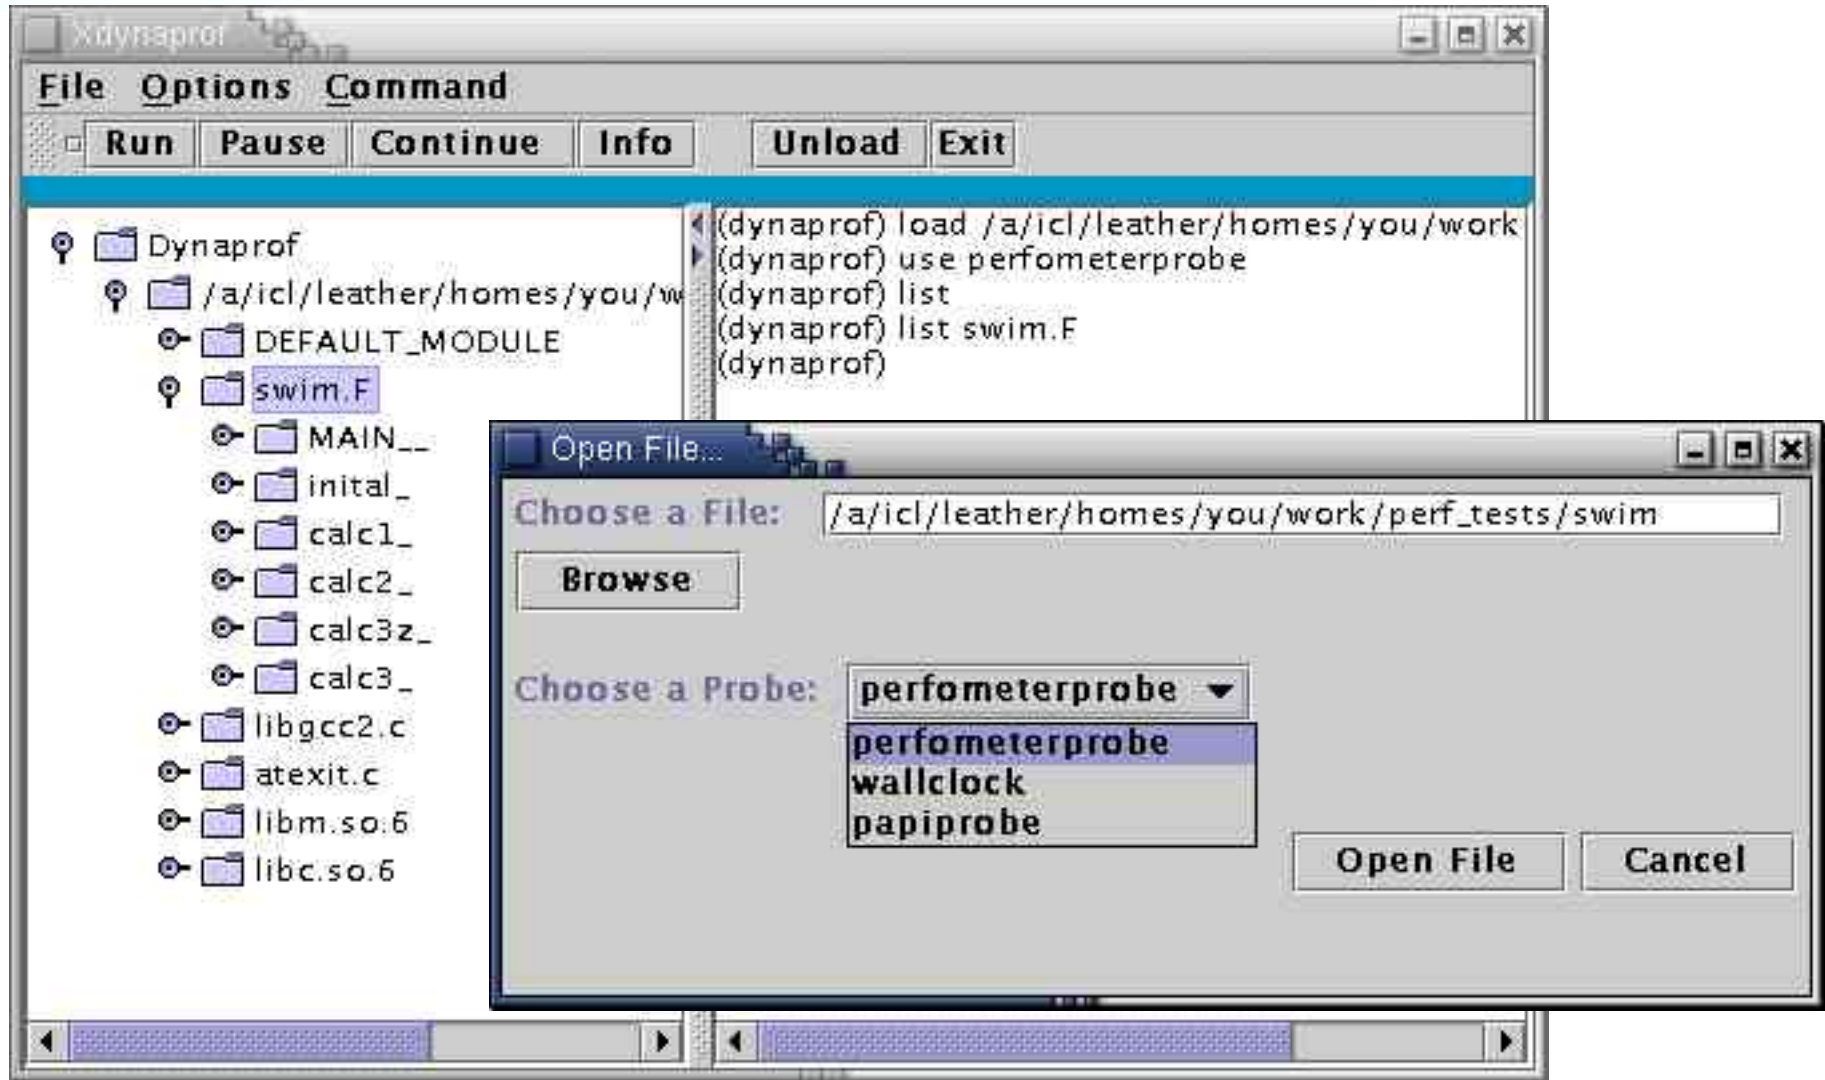 Xdynaprof
File Options Command
Run Pause Continue Info Unload Exit
Dynaprof
/a/icl/leather/homes/you/w
DEFAULT_MODULE
swim.F
MAIN__
inital_
calc1_
calc2_
calc3z_
calc3_
libgcc2.c
atexit.c
libm.so.6
libc.so.6
(dynaprof) load /a/icl/leather/homes/you/work
(dynaprof) use perfometerprobe
(dynaprof) list
(dynaprof) list swim.F
(dynaprof)
Open File...
Choose a File: /a/icl/leather/homes/you/work/perf_tests/swim
Browse
Choose a Probe: perfometerprobe
perfometerprobe
wallclock
papiprobe
Open File Cancel